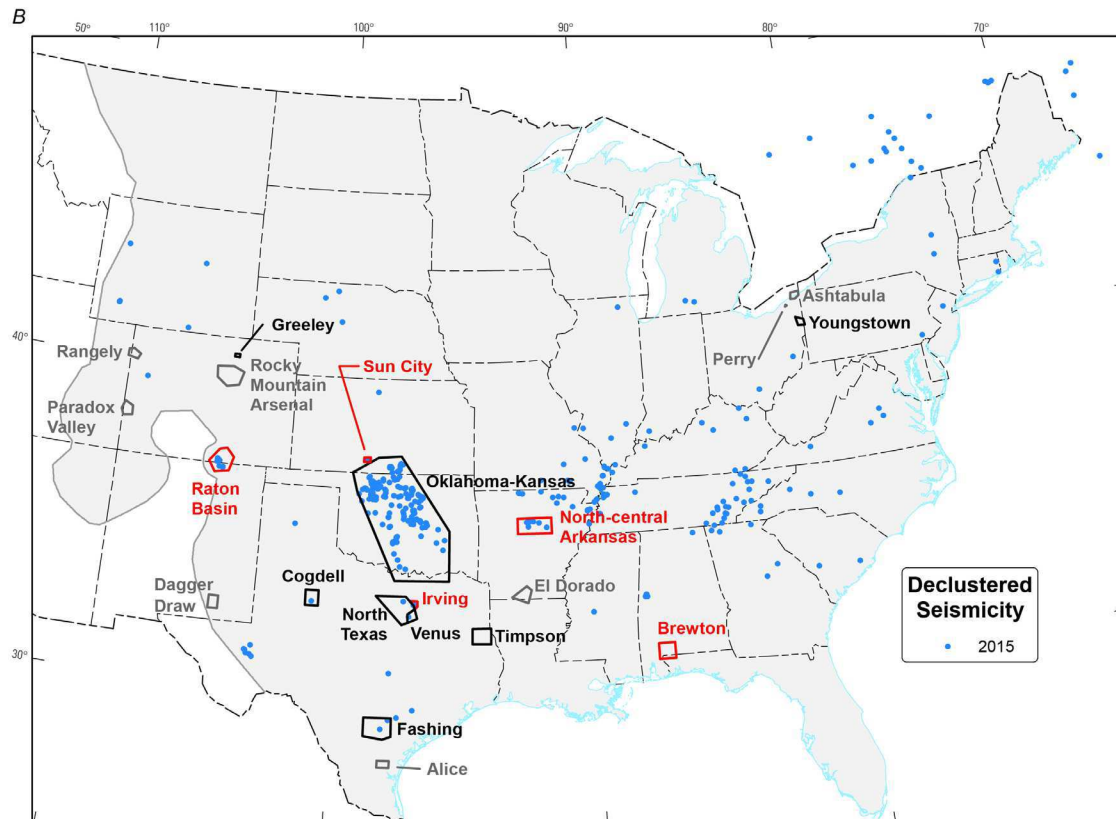 B
50°
110°
100°
90°
80°
70°
40°
30°
Greeley
Rangely
Rocky
Mountain
Arsenal
Sun City
Paradox
Valley
Ashtabula
Youngstown
Perry
Raton
Basin
Oklahoma-Kansas
North-central
Arkansas
Dagger
Draw
Cogdell
North
Texas
Irving
Venus
Timpson
El Dorado
Brewton
Fashing
Alice
Declustered
Seismicity
2015